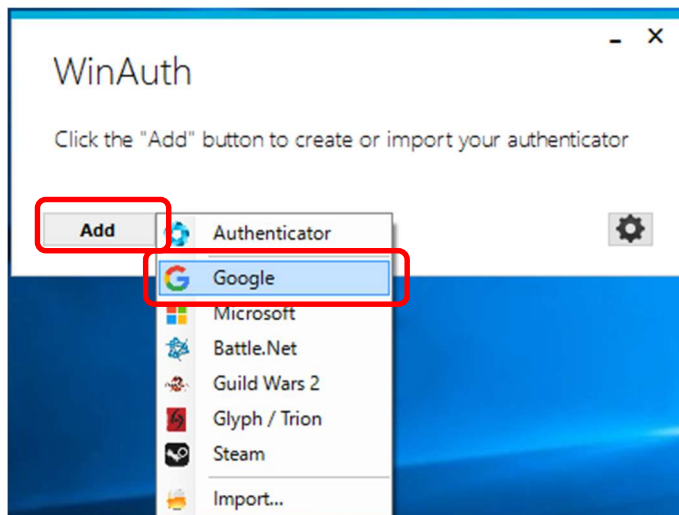 WinAuth
Click the "Add" button to create or import your authenticator
Add
Authenticator
Google
Microsoft
Battle.Net
Guild Wars 2
Glyph / Trion
Steam
Import...